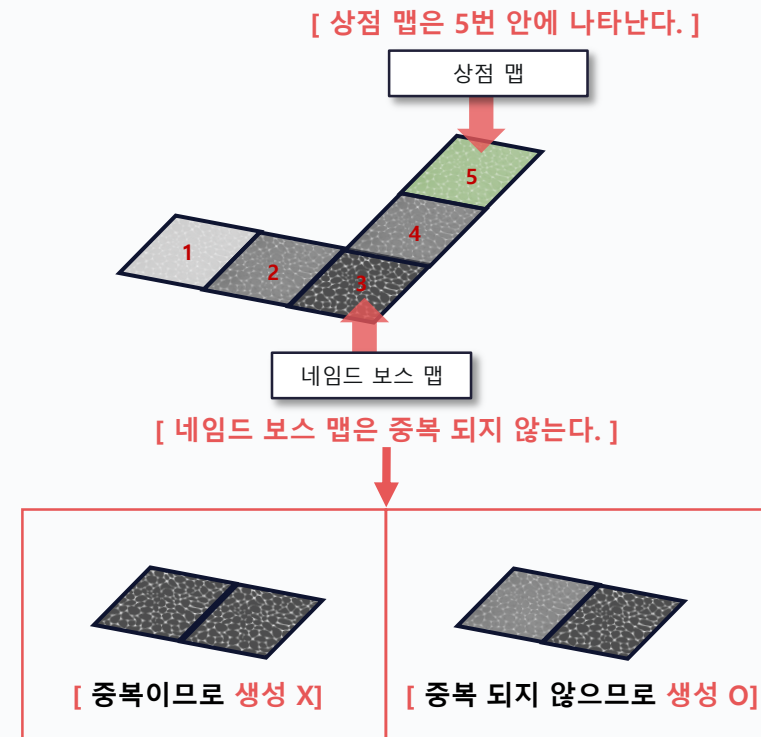 [ 상점 맵은 5번 안에 나타난다. ]
상점 맵
5
4
1
2
3
네임드 보스 맵
[ 네임드 보스 맵은 중복 되지 않는다. ]
[ 중복이므로 생성 X]
[ 중복 되지 않으므로 생성 O]